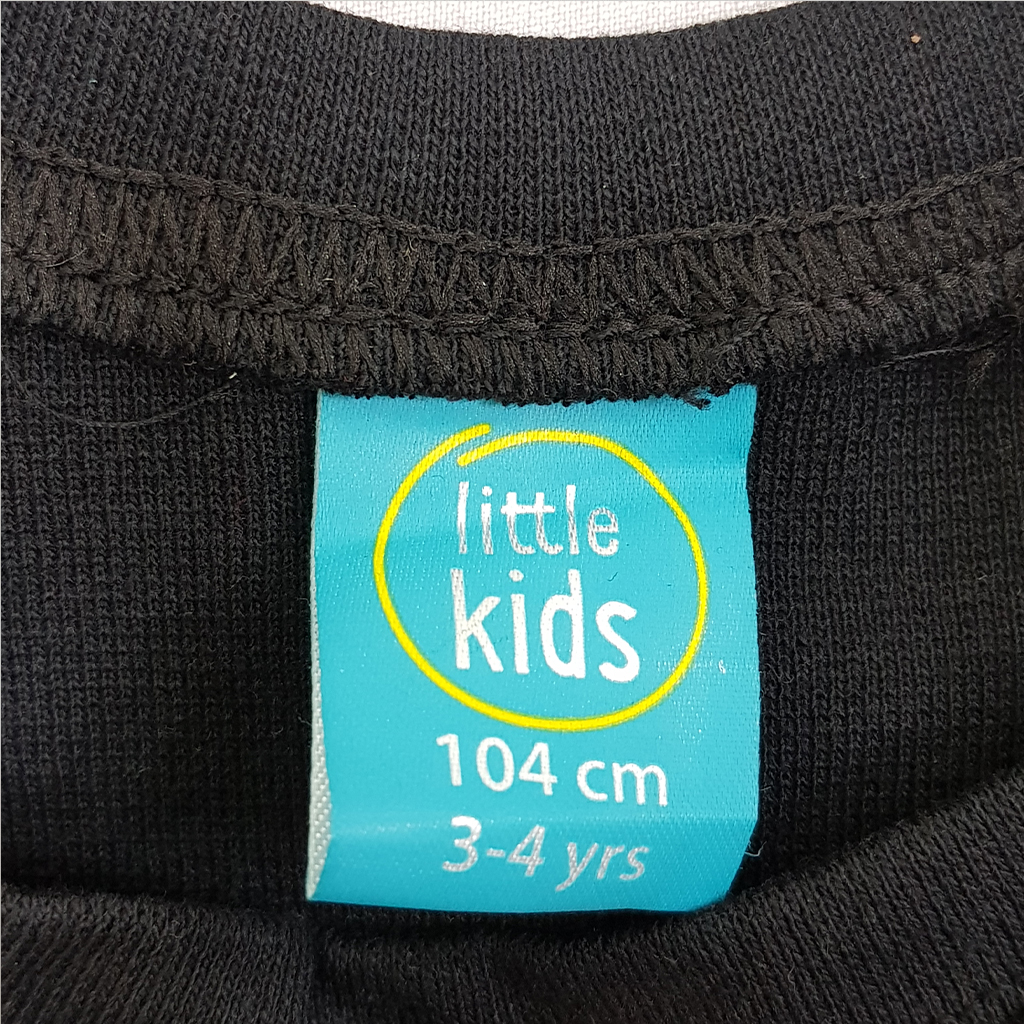 little
kids
104 cm
3-4 yrs